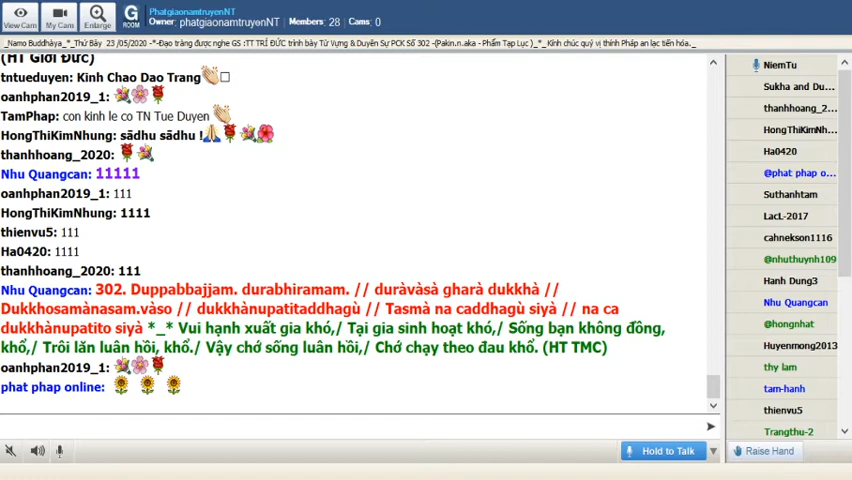 View Cam
My Cam
Enlarge
G
ROOM
PhatgiaonamtruyenNT
Owner: phatgiaonamtruyenNT | Members: 28 | Cams: 0
_Namo Buddhàya_*_Thứ Bảy 23 /05/2020 -*-Đạo tràng được nghe GS :TT TRÍ ĐỨC trình bày Từ Vựng & Duyên Sự PCK Số 302 -(Pakin.n.aka - Phẩm Tạp Lục )_*_ Kính chúc quý vị thính Pháp an lạc tiến hóa._
(HT Giới Đức)
tntueduyen: Kinh Chao Dao Trang
oanhphan2019_1:
TamPhap: con kinh le co TN Tue Duyen
HongThiKimNhung: sādhu sādhu !
thanhhoang_2020:
Nhu Quangcan: 11111
oanhphan2019_1: 111
HongThiKimNhung: 1111
thienvu5: 111
Ha0420: 1111
thanhhoang_2020: 111
Nhu Quangcan: 302. Duppabbajjam. durabhiramam. // duràvàsà gharà dukkhà //
Dukkhosamànasam.vàso // dukkhànupatitaddhagù // Tasmà na caddhagù siyà // na ca
dukkhànupatito siyà *_* Vui hạnh xuất gia khó,/ Tại gia sinh hoạt khó,/ Sống bạn không đồng,
khổ,/ Trôi lăn luân hồi, khổ./ Vậy chớ sống luân hồi,/ Chớ chạy theo đau khổ. (HT TMC)
oanhphan2019_1:
phat phap online:
Hold to Talk
NiemTu
Sukha and Du...
thanhhoang_2...
HongThiKimNh...
Ha0420
@phat phap o...
Suthanhtam
LacL-2017
cahnekson1116
@nhuthuynh109
Hanh Dung3
Nhu Quangcan
@hongnhat
Huyenmong2013
thy lam
tam-hanh
thienvu5
Trangthu-2
Raise Hand